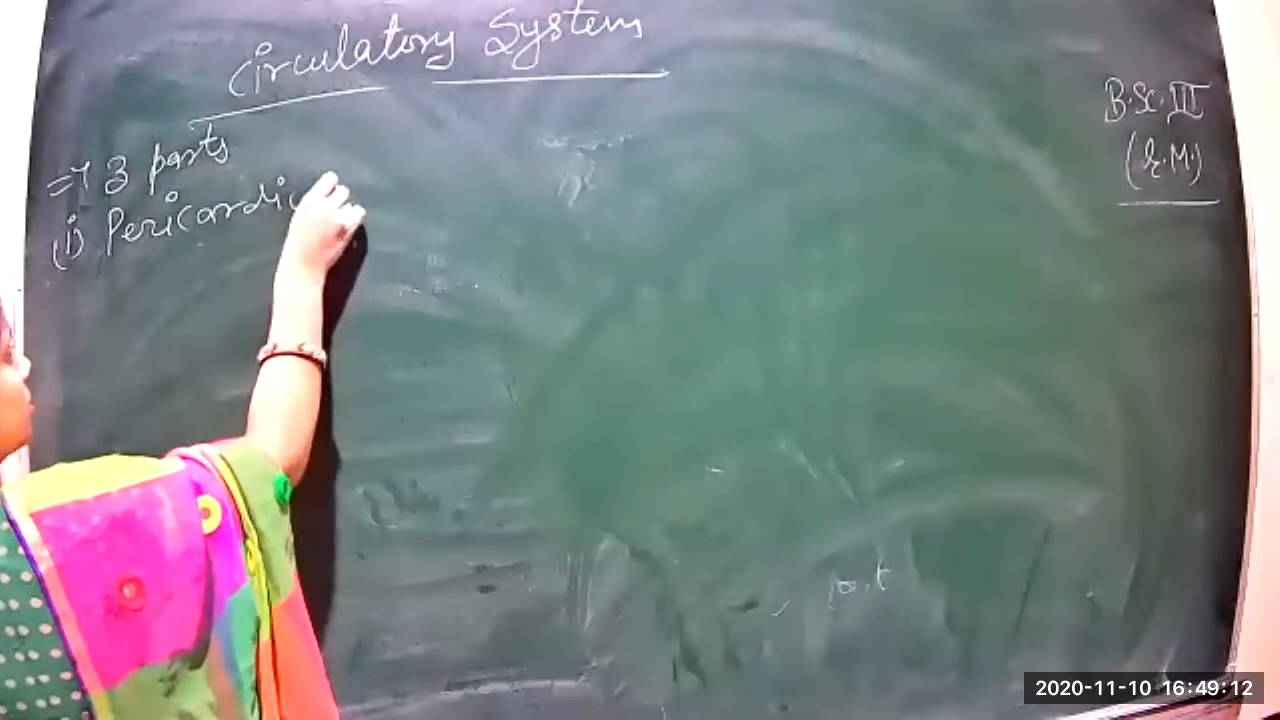 Circulatory System
B.Sc.III
=> 3 parts
(i) Pericardi
2020-11-10 16:49:12